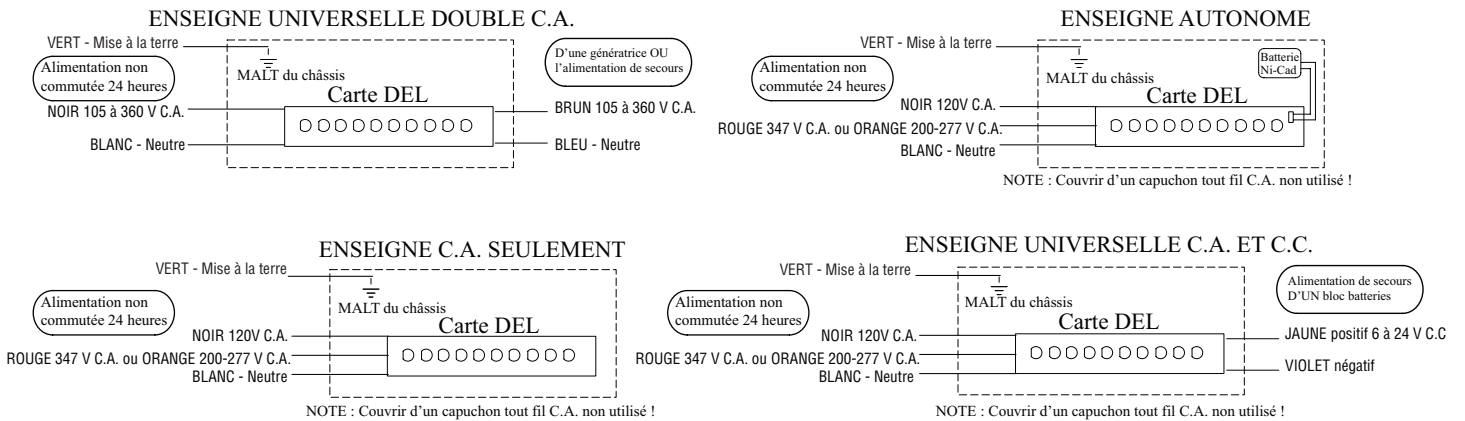 ENSEIGNE UNIVERSELLE DOUBLE C.A.
VERT - Mise à la terre
Alimentation non
commutée 24 heures
MALT du châssis
D'une génératrice OU
l'alimentation de secours
Carte DEL
NOIR 105 à 360 V C.A.
BRUN 105 à 360 V C.A.
BLANC - Neutre
BLEU - Neutre
ENSEIGNE AUTONOME
VERT - Mise à la terre
Alimentation non
commutée 24 heures
MALT du châssis
Batterie
Ni-Cad
Carte DEL
NOIR 120V C.A.
ROUGE 347 V C.A. ou ORANGE 200-277 V C.A.
BLANC - Neutre
NOTE : Couvrir d'un capuchon tout fil C.A. non utilisé !
ENSEIGNE C.A. SEULEMENT
VERT - Mise à la terre
Alimentation non
commutée 24 heures
MALT du châssis
Carte DEL
NOIR 120V C.A.
ROUGE 347 V C.A. ou ORANGE 200-277 V C.A.
BLANC - Neutre
NOTE : Couvrir d'un capuchon tout fil C.A. non utilisé !
ENSEIGNE UNIVERSELLE C.A. ET C.C.
VERT - Mise à la terre
Alimentation non
commutée 24 heures
MALT du châssis
Alimentation de secours
D'UN bloc batteries
Carte DEL
NOIR 120V C.A.
JAUNE positif 6 à 24 V C.C
ROUGE 347 V C.A. ou ORANGE 200-277 V C.A.
VIOLET négatif
BLANC - Neutre
NOTE : Couvrir d'un capuchon tout fil C.A. non utilisé !